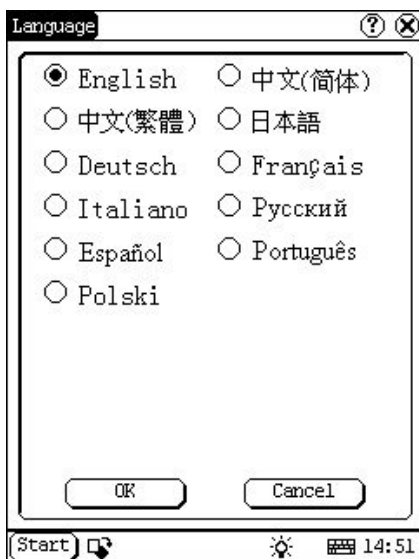 Language
English 中文(简体)
中文(繁體) 日本語
Deutsch Français
Italiano Русский
Español Português
Polski
OK Cancel
Start 14:51